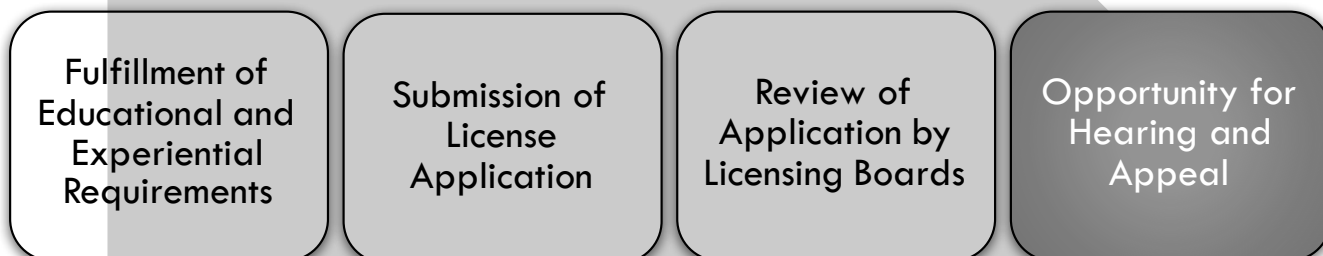 Fulfillment of
Educational and
Experiential
Requirements
Submission of
License
Application
Review of
Application by
Licensing Boards
Opportunity for
Hearing and
Appeal